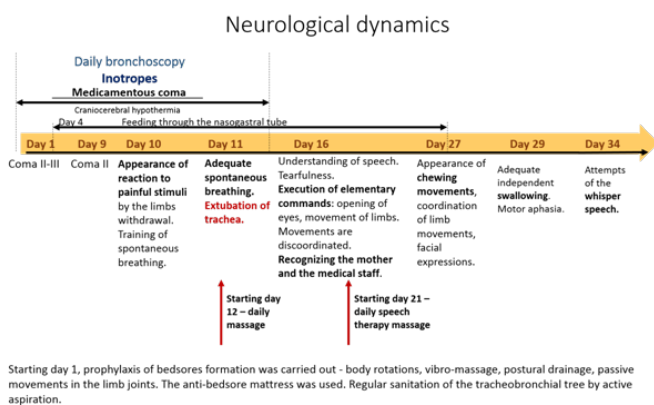 Neurological dynamics
Daily bronchoscopy
Inotropes
Medicamentous coma
Craniocerebral hypothermia
Day 4 Feeding through the nasogastral tube
Day 1 Day 9 Day 10 Day 11 Day 16 Day 27 Day 29 Day 34
Coma II-III
Coma II
Appearance of
reaction to
painful stimuli
by the limbs
withdrawal.
Training of
spontaneous
breathing.
Adequate
spontaneous
breathing.
Extubation of
trachea.
Understanding of speech.
Tearfulness.
Execution of elementary
commands: opening of
eyes, movement of limbs.
Movements are
discoordinated.
Recognizing the mother
and the medical staff.
Appearance of
chewing
movements,
coordination
of limb
movements,
facial
expressions.
Adequate
independent
swallowing.
Motor aphasia.
Attempts
of the
whisper
speech.
Starting day
12 – daily
massage
Starting day 21 –
daily speech
therapy massage
Starting day 1, prophylaxis of bedsores formation was carried out - body rotations, vibro-massage, postural drainage, passive
movements in the limb joints. The anti-bedsore mattress was used. Regular sanitation of the tracheobronchial tree by active
aspiration.